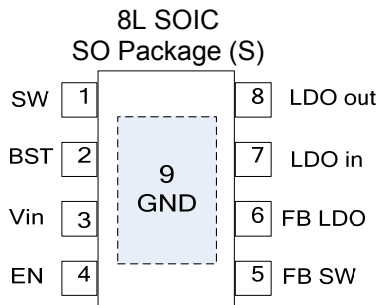 8L SOIC
SO Package (S)
SW 1 8 LDO out
BST 2 7 LDO in
9
GND
Vin 3 6 FB LDO
EN 4 5 FB SW